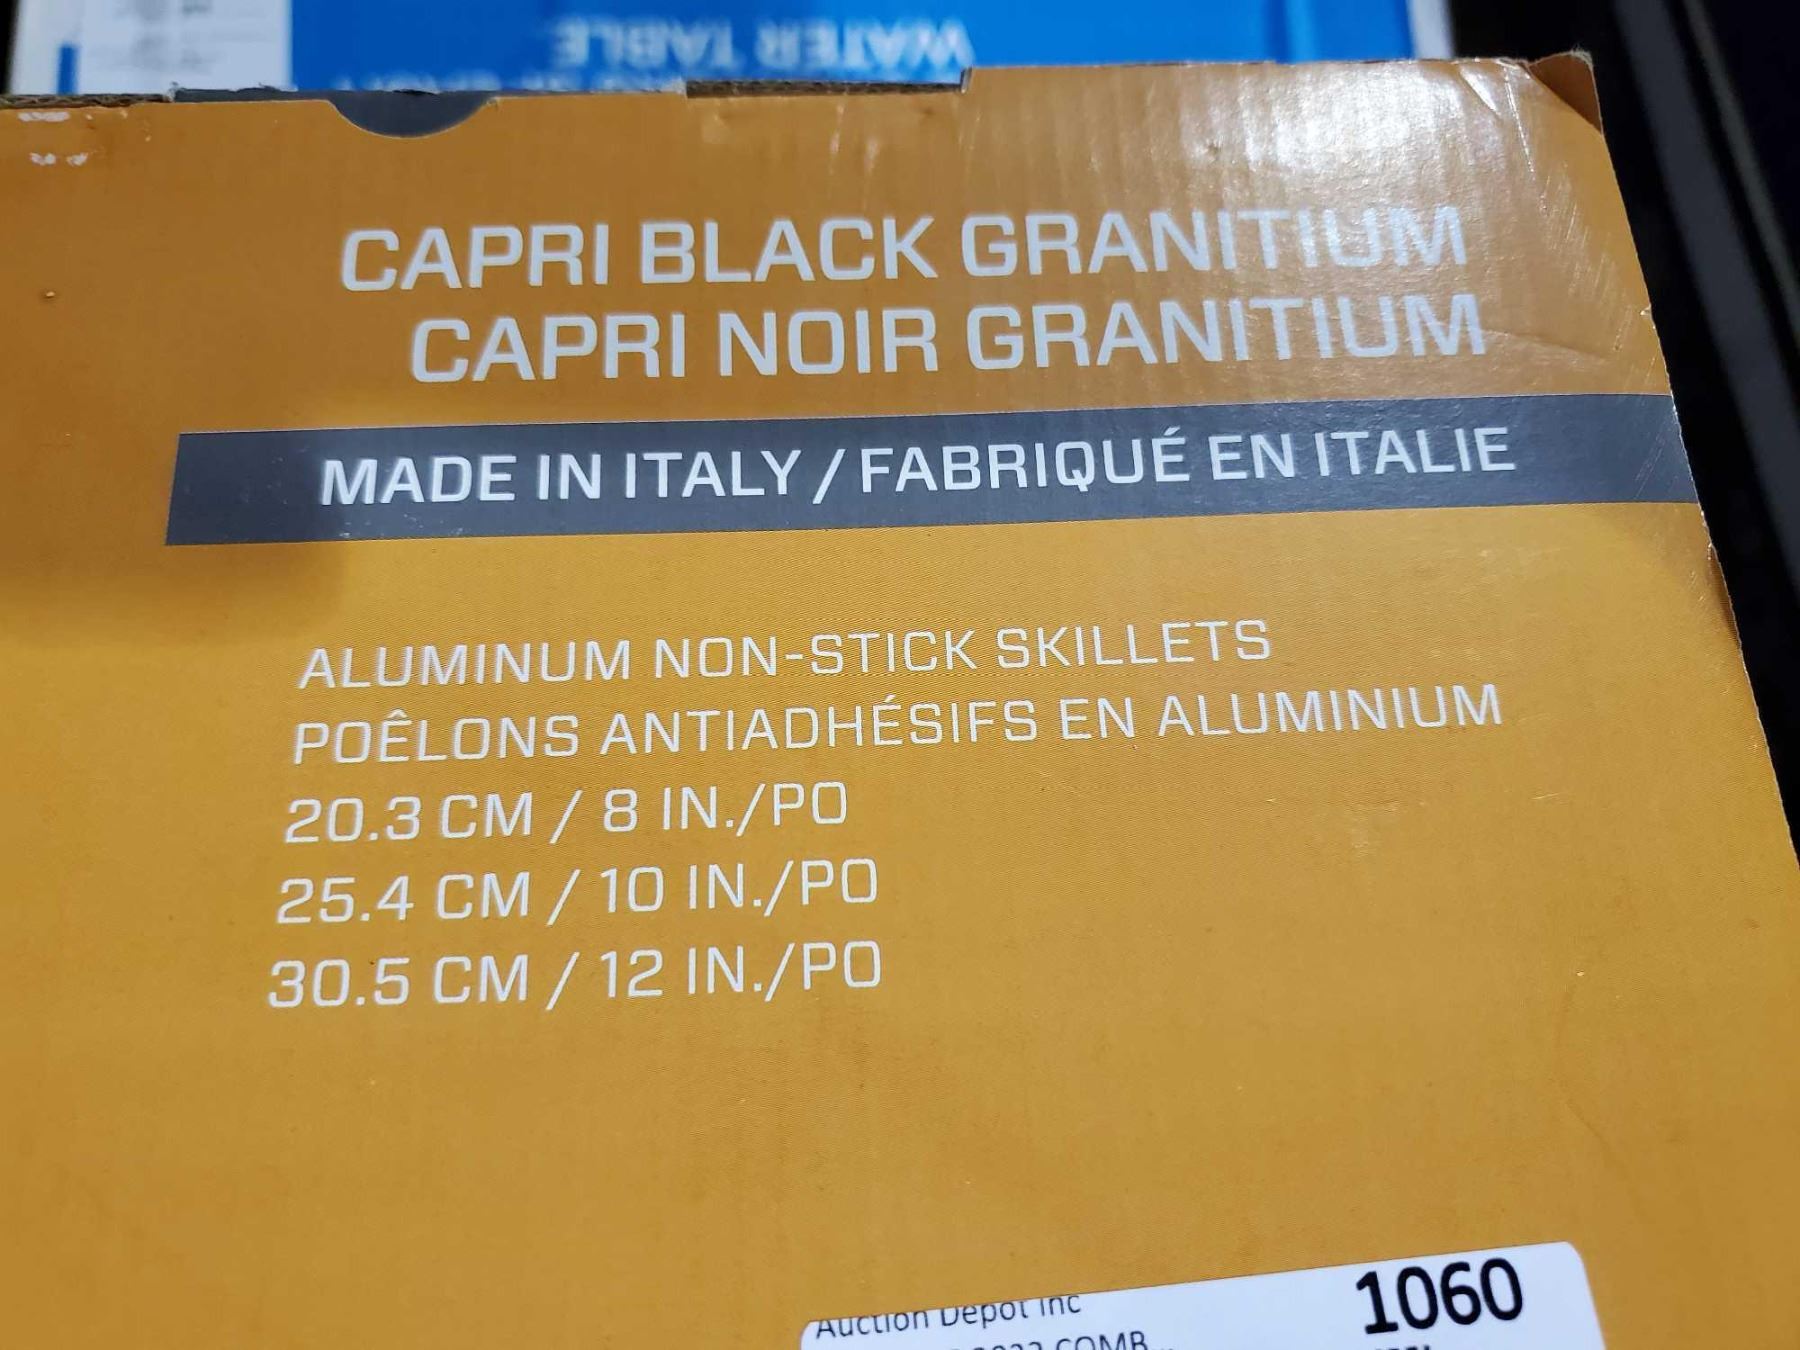 WATER TABLE
CAPRI BLACK GRANITIUM
CAPRI NOIR GRANITIUM
MADE IN ITALY / FABRIQUÉ EN ITALIE
ALUMINUM NON-STICK SKILLETS
POÊLONS ANTIADHÉSIFS EN ALUMINIUM
20.3 CM / 8 IN./PO
25.4 CM / 10 IN./PO
30.5 CM / 12 IN./PO
Auction Depot Inc
1060